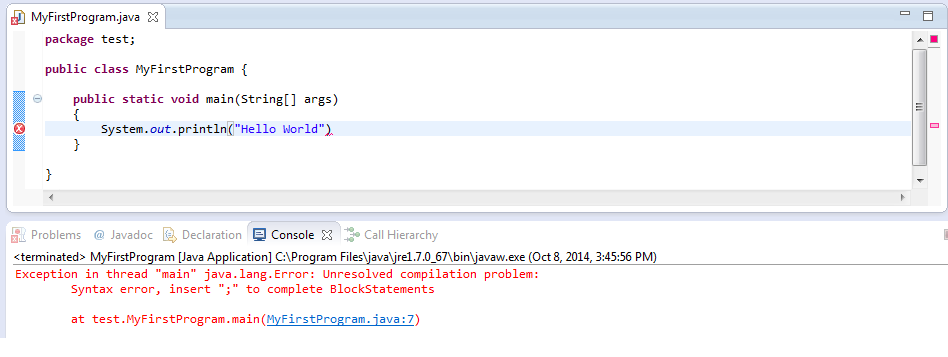 MyFirstProgram.java
package test;
public class MyFirstProgram {
public static void main(String[] args)
{
System.out.println("Hello World")
}
}
Problems @ Javadoc Declaration Console Call Hierarchy
<terminated> MyFirstProgram [Java Application] C:\Program Files\java\jre1.7.0_67\bin\javaw.exe (Oct 8, 2014, 3:45:56 PM)
Exception in thread "main" java.lang.Error: Unresolved compilation problem:
Syntax error, insert ";" to complete BlockStatements
at test.MyFirstProgram.main(MyFirstProgram.java:7)